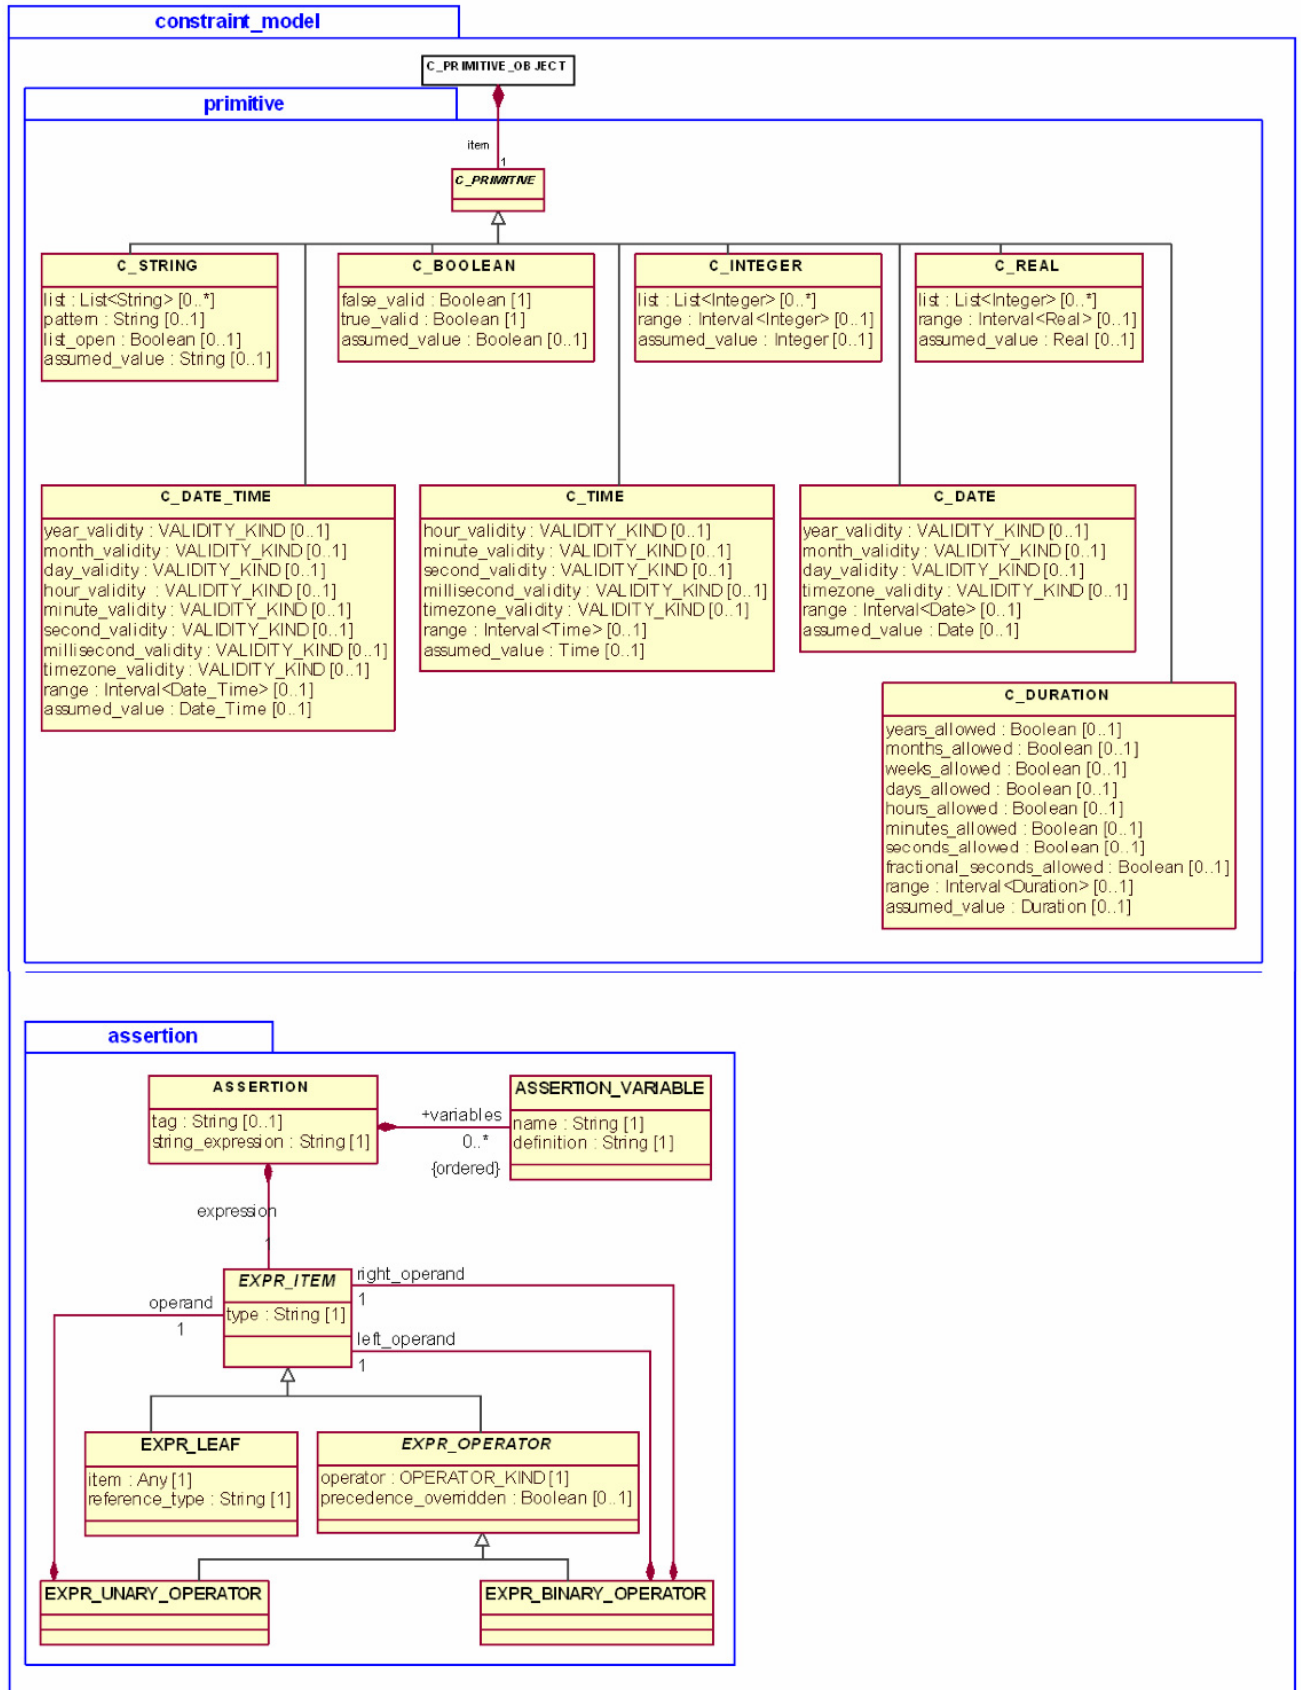 constraint_model
C_PRIMITIVE_OBJECT
primitive
item
1
C_PRIMITIVE
C_STRING
list : List<String> [0..*]
pattern : String [0..1]
list_open : Boolean [0..1]
assumed_value : String [0..1]
C_BOOLEAN
false_valid : Boolean [1]
true_valid : Boolean [1]
assumed_value : Boolean [0..1]
C_INTEGER
list : List<Integer> [0..*]
range : Interval<Integer> [0..1]
assumed_value : Integer [0..1]
C_REAL
list : List<Integer> [0..*]
range : Interval<Real> [0..1]
assumed_value : Real [0..1]
C_DATE_TIME
year_validity : VALIDITY_KIND [0..1]
month_validity : VALIDITY_KIND [0..1]
day_validity : VALIDITY_KIND [0..1]
hour_validity : VALIDITY_KIND [0..1]
minute_validity : VALIDITY_KIND [0..1]
second_validity : VALIDITY_KIND [0..1]
millisecond_validity : VALIDITY_KIND [0..1]
timezone_validity : VALIDITY_KIND [0..1]
range : Interval<Date_Time> [0..1]
assumed_value : Date_Time [0..1]
C_TIME
hour_validity : VALIDITY_KIND [0..1]
minute_validity : VALIDITY_KIND [0..1]
second_validity : VALIDITY_KIND [0..1]
millisecond_validity : VALIDITY_KIND [0..1]
timezone_validity : VALIDITY_KIND [0..1]
range : Interval<Time> [0..1]
assumed_value : Time [0..1]
C_DATE
year_validity : VALIDITY_KIND [0..1]
month_validity : VALIDITY_KIND [0..1]
day_validity : VALIDITY_KIND [0..1]
timezone_validity : VALIDITY_KIND [0..1]
range : Interval<Date> [0..1]
assumed_value : Date [0..1]
C_DURATION
years_allowed : Boolean [0..1]
months_allowed : Boolean [0..1]
weeks_allowed : Boolean [0..1]
days_allowed : Boolean [0..1]
hours_allowed : Boolean [0..1]
minutes_allowed : Boolean [0..1]
seconds_allowed : Boolean [0..1]
fractional_seconds_allowed : Boolean [0..1]
range : Interval<Duration> [0..1]
assumed_value : Duration [0..1]
assertion
ASSERTION
tag : String [0..1]
string_expression : String [1]
+variables
0..*
{ordered}
ASSERTION_VARIABLE
name : String [1]
definition : String [1]
expression
1
EXPR_ITEM
type : String [1]
operand
1
right_operand
1
left_operand
1
EXPR_LEAF
item : Any [1]
reference_type : String [1]
EXPR_OPERATOR
operator : OPERATOR_KIND [1]
precedence_overridden : Boolean [0..1]
EXPR_UNARY_OPERATOR
EXPR_BINARY_OPERATOR